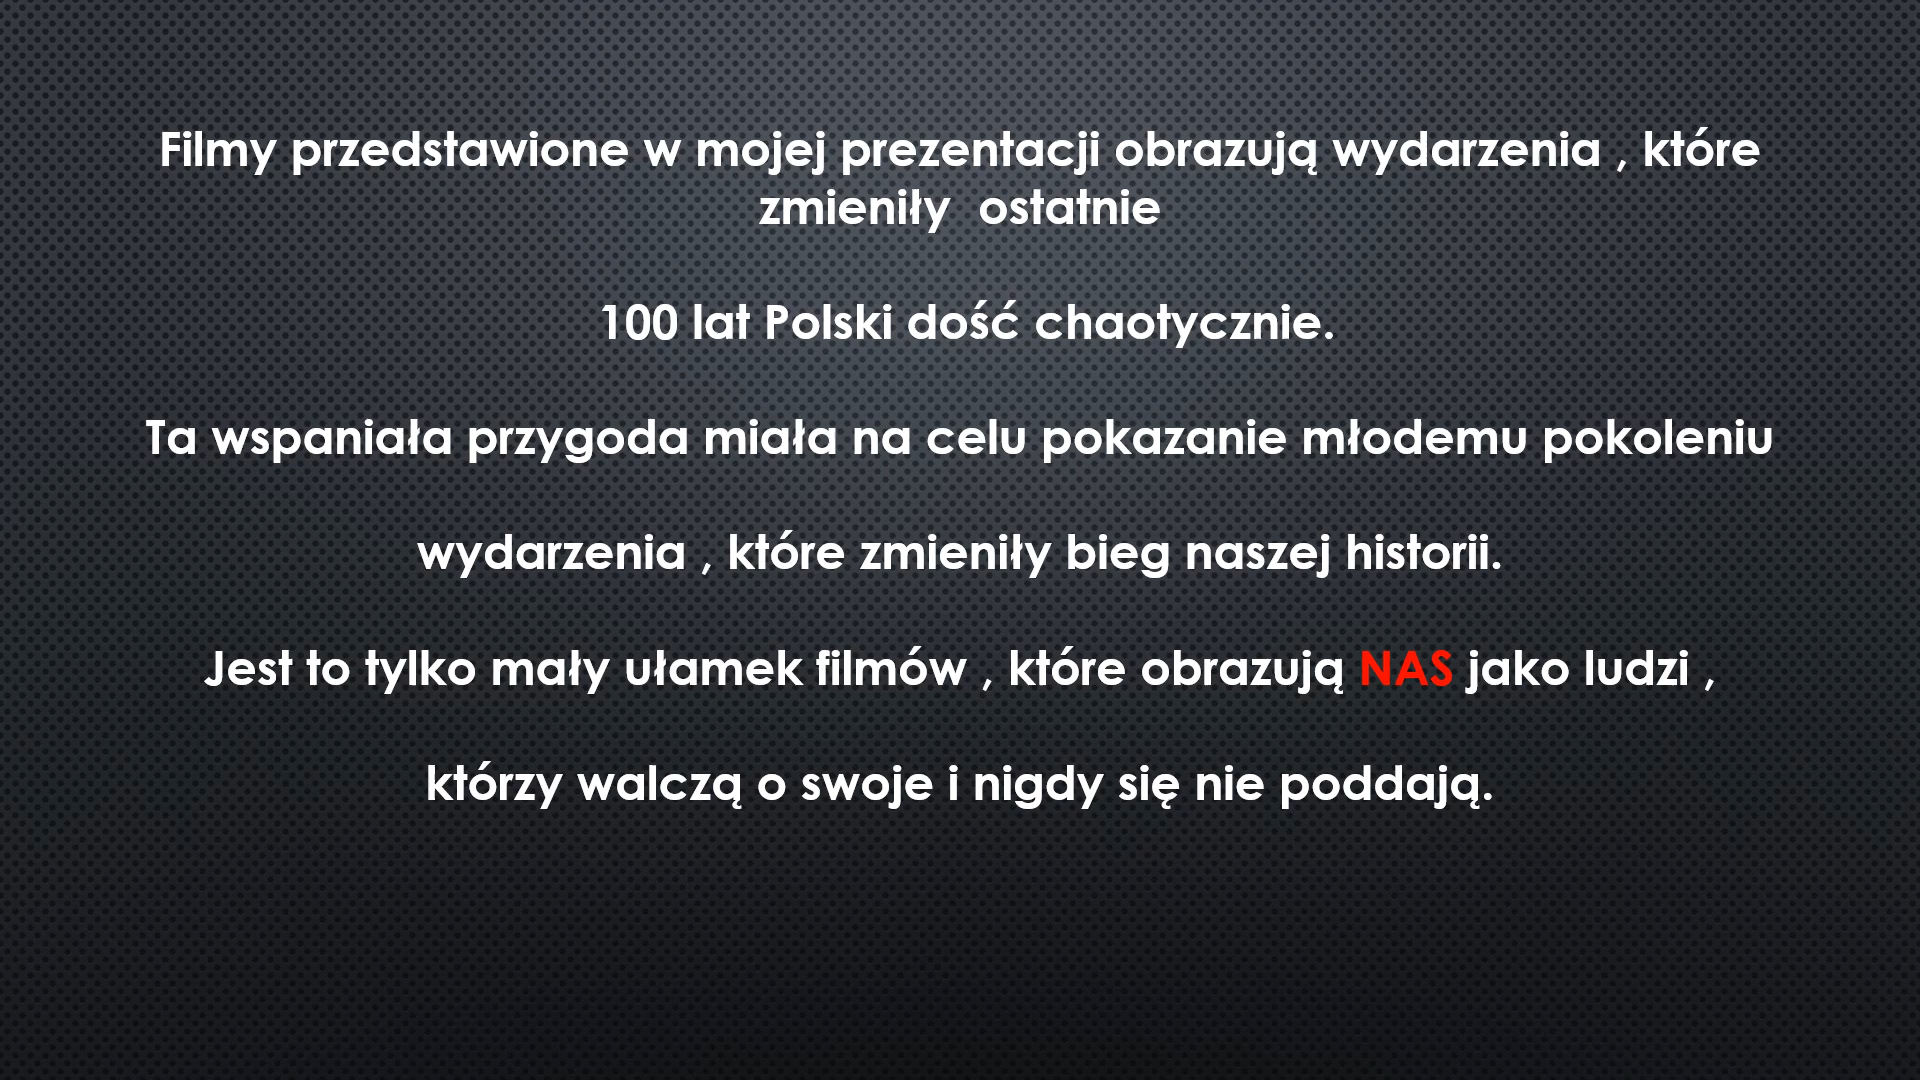 Filmy przedstawione w mojej prezentacji obrazują wydarzenia , które
zmieniły  ostatnie
100 lat Polski dość chaotycznie.
Ta wspaniała przygoda miała na celu pokazanie młodemu pokoleniu
wydarzenia , które zmieniły bieg naszej historii.
Jest to tylko mały ułamek filmów , które obrazują NAS jako ludzi ,
którzy walczą o swoje i nigdy się nie poddają.